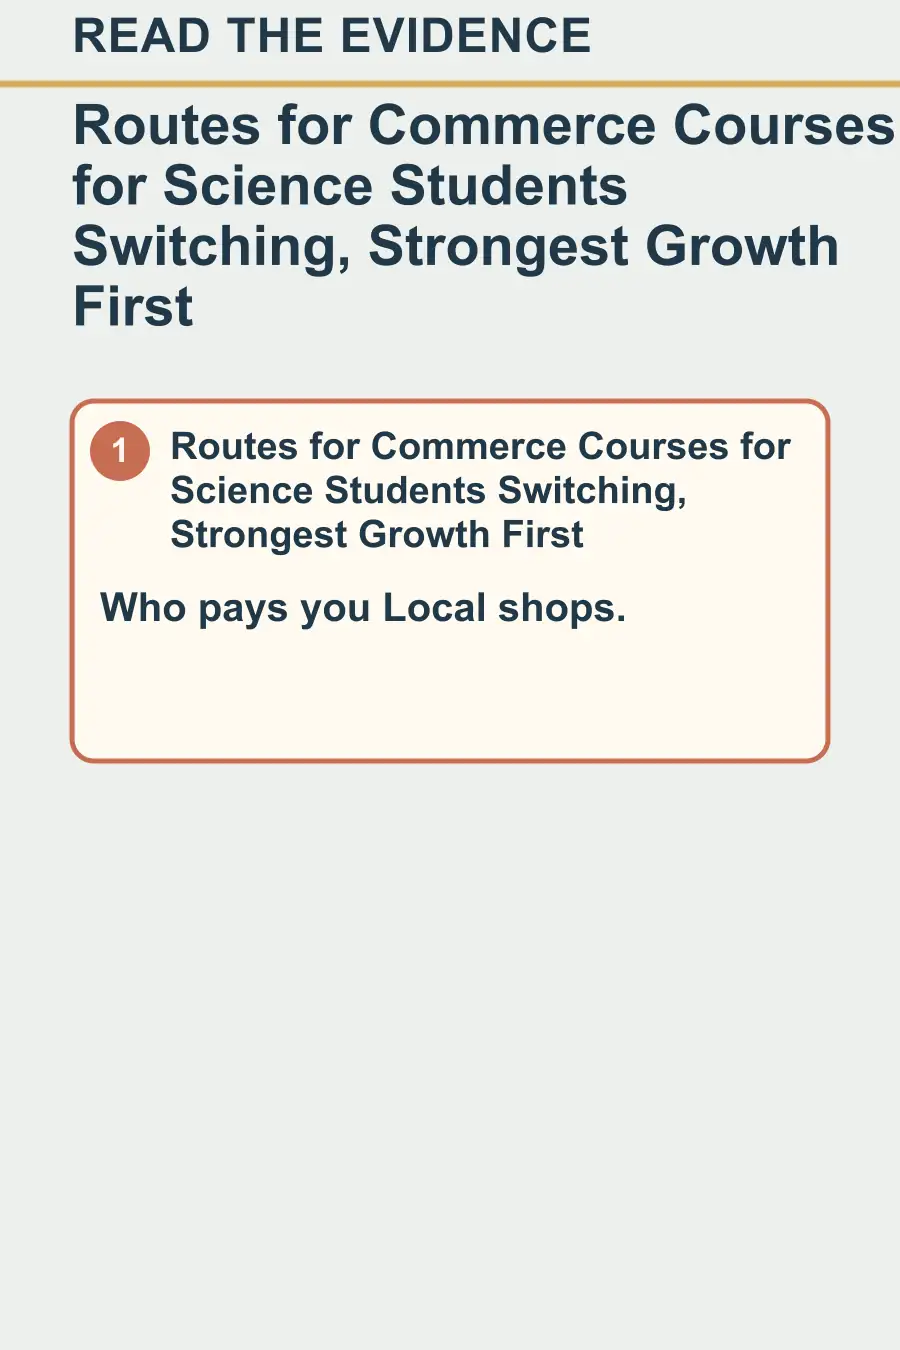 READ THE EVIDENCE
Routes for Commerce Courses
for Science Students
Switching, Strongest Growth
First
1
Routes for Commerce Courses for
Science Students Switching,
Strongest Growth First
Who pays you Local shops.